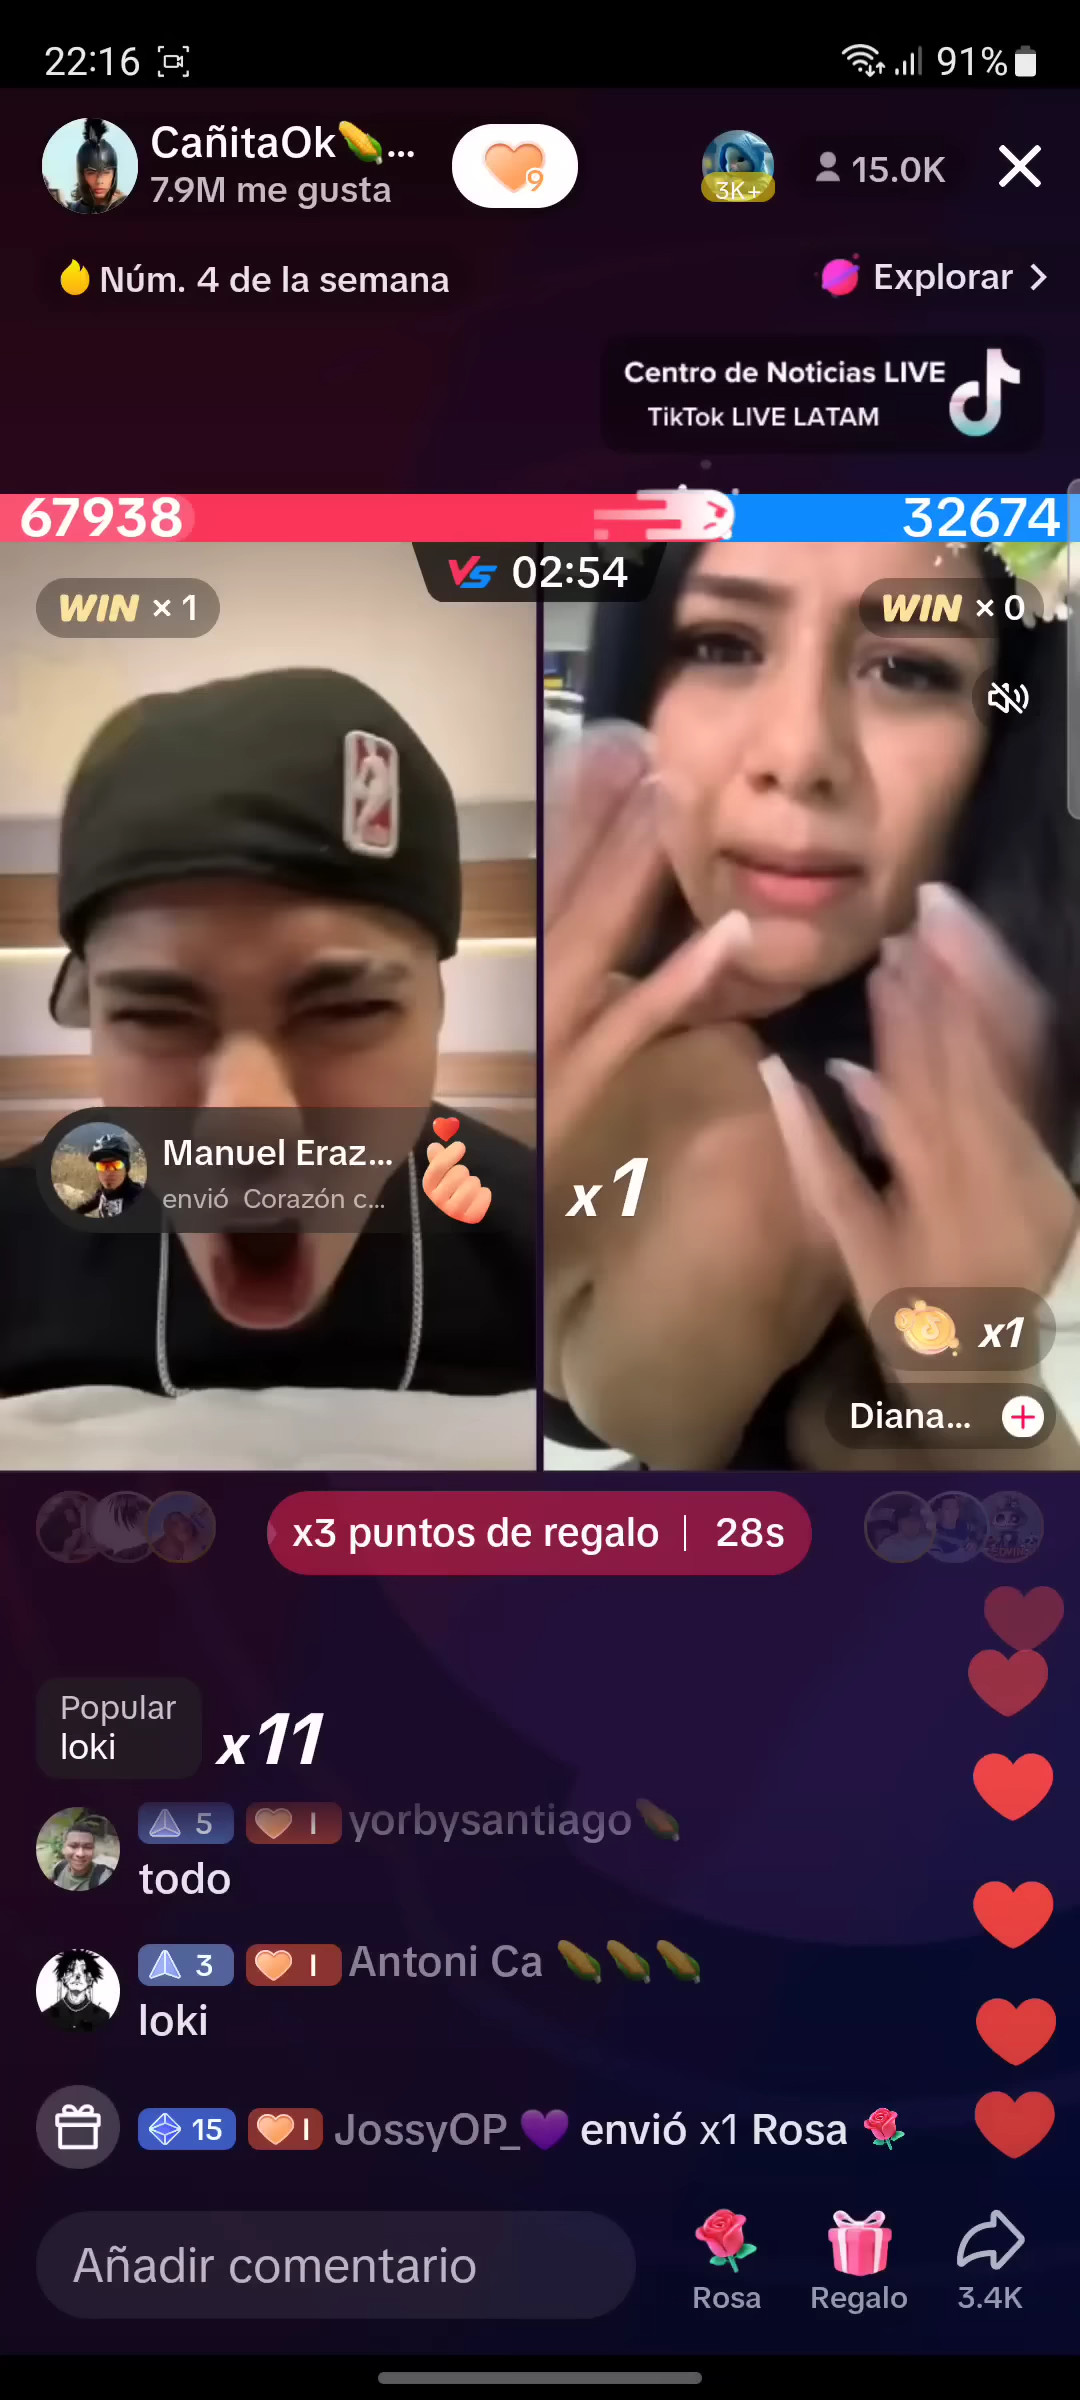 22:16
91%
CañitaOk🌽...
7.9M me gusta
9
3K+
15.0K
Núm. 4 de la semana
Explorar >
Centro de Noticias LIVE
TikTok LIVE LATAM
67938
32674
VS 02:54
WIN × 1
WIN × 0
Manuel Eraz...
envió Corazón c...
x1
x1
Diana...
x3 puntos de regalo | 28s
Popular
loki
x11
5 I yorbysantiago🌽
todo
3 I Antoni Ca 🌽🌽🌽
loki
15 I JossyOP_💜 envió x1 Rosa 🌹
Añadir comentario
Rosa
Regalo
3.4K